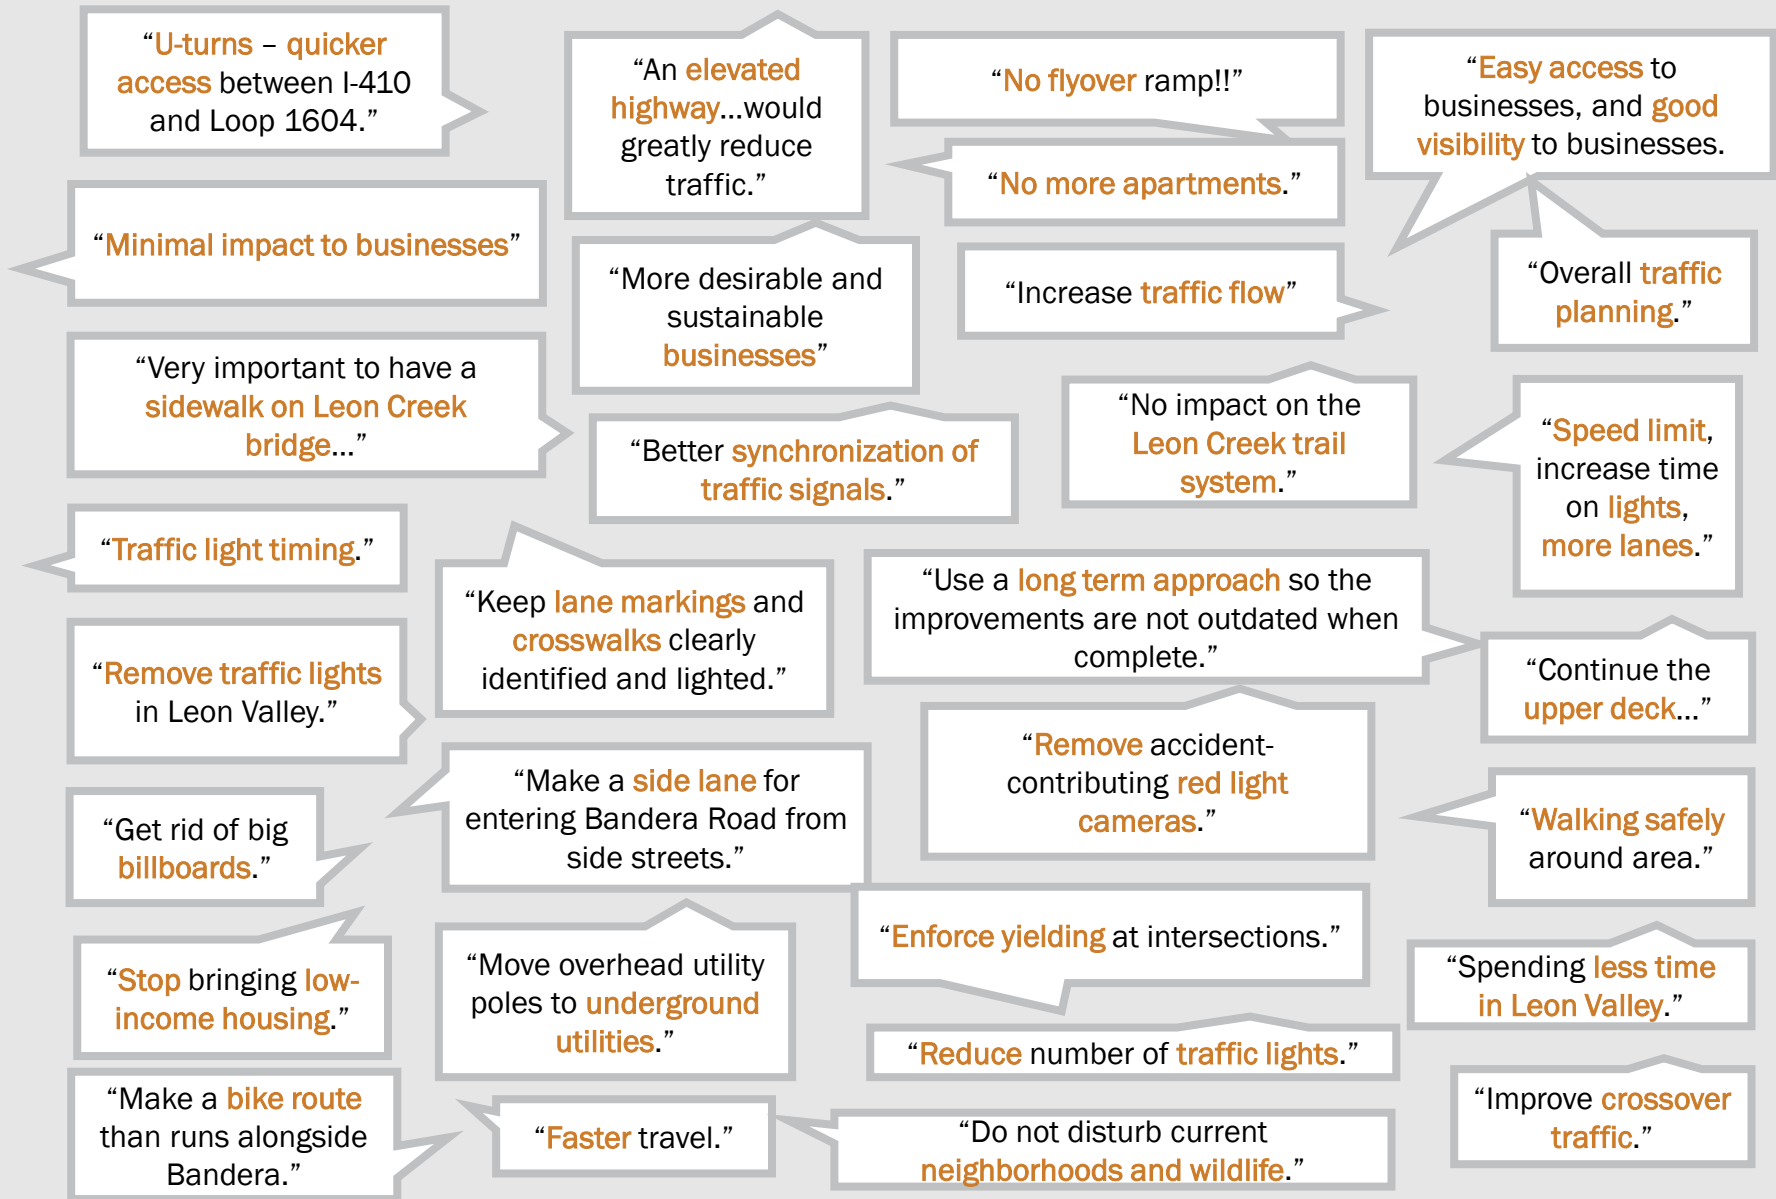 “U-turns – quicker
access between I-410
and Loop 1604.”
“An elevated
highway...would
greatly reduce
traffic.”
“No flyover ramp!!”
“Easy access to
businesses, and good
visibility to businesses.
“No more apartments.”
“Minimal impact to businesses”
“More desirable and
sustainable
businesses”
“Increase traffic flow”
“Overall traffic
planning.”
“Very important to have a
sidewalk on Leon Creek
bridge...”
“Better synchronization of
traffic signals.”
“No impact on the
Leon Creek trail
system.”
“Speed limit,
increase time
on lights,
more lanes.”
“Traffic light timing.”
“Keep lane markings and
crosswalks clearly
identified and lighted.”
“Use a long term approach so the
improvements are not outdated when
complete.”
“Remove traffic lights
in Leon Valley.”
“Continue the
upper deck...”
“Remove accident-
contributing red light
cameras.”
“Make a side lane for
entering Bandera Road from
side streets.”
“Get rid of big
billboards.”
“Walking safely
around area.”
“Enforce yielding at intersections.”
“Stop bringing low-
income housing.”
“Move overhead utility
poles to underground
utilities.”
“Spending less time
in Leon Valley.”
“Reduce number of traffic lights.”
“Make a bike route
than runs alongside
Bandera.”
“Faster travel.”
“Do not disturb current
neighborhoods and wildlife.”
“Improve crossover
traffic.”